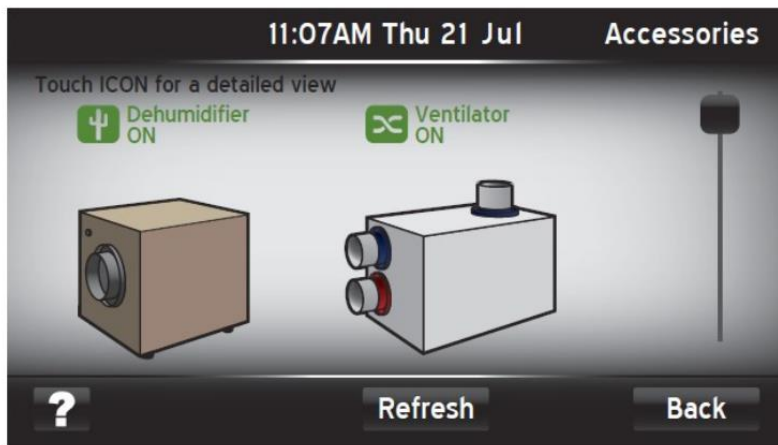 11:07AM Thu 21 Jul Accessories
Touch ICON for a detailed view
Dehumidifier
ON
Ventilator
ON
? Refresh Back